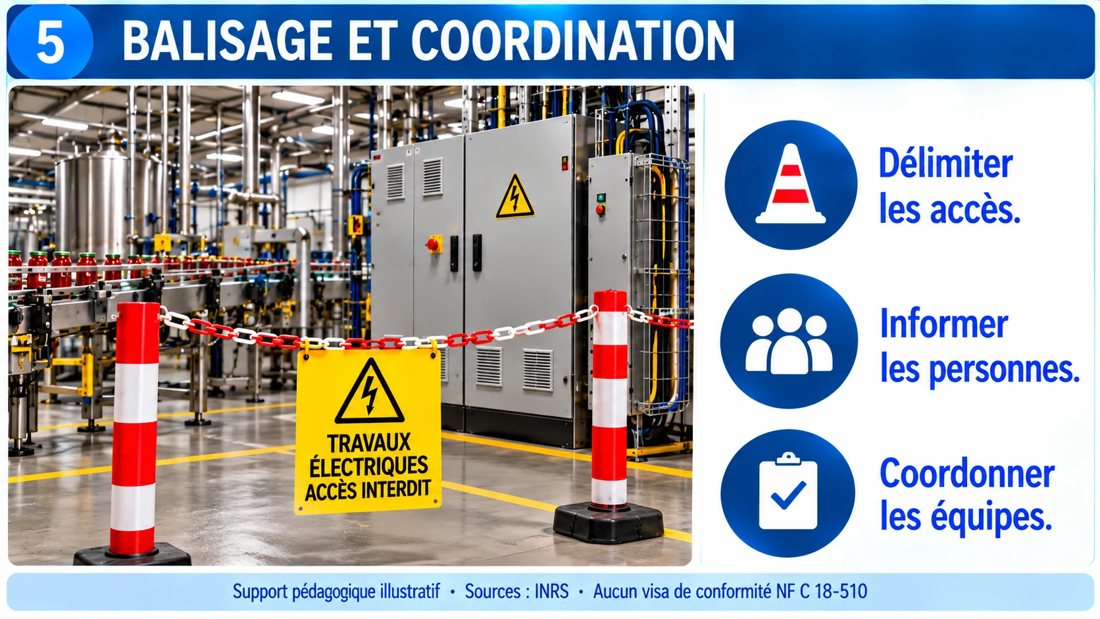 5
BALISAGE ET COORDINATION
TRAVAUX
ÉLECTRIQUES
ACCÈS INTERDIT
Délimiter
les accès.
Informer
les personnes.
Coordonner
les équipes.
Support pédagogique illustratif • Sources : INRS • Aucun visa de conformité NF C 18-510